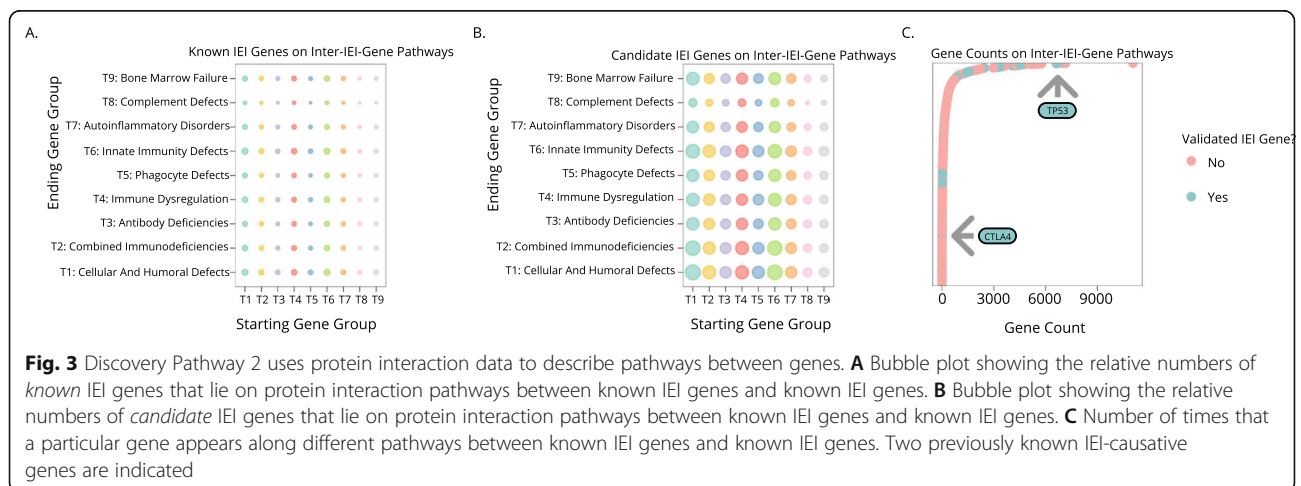 A.
Known IEI Genes on Inter-IEI-Gene Pathways
Ending Gene Group
T9: Bone Marrow Failure
T8: Complement Defects
T7: Autoinflammatory Disorders
T6: Innate Immunity Defects
T5: Phagocyte Defects
T4: Immune Dysregulation
T3: Antibody Deficiencies
T2: Combined Immunodeficiencies
T1: Cellular And Humoral Defects
T1 T2 T3 T4 T5 T6 T7 T8 T9
Starting Gene Group
B.
Candidate IEI Genes on Inter-IEI-Gene Pathways
Ending Gene Group
T9: Bone Marrow Failure
T8: Complement Defects
T7: Autoinflammatory Disorders
T6: Innate Immunity Defects
T5: Phagocyte Defects
T4: Immune Dysregulation
T3: Antibody Deficiencies
T2: Combined Immunodeficiencies
T1: Cellular And Humoral Defects
T1 T2 T3 T4 T5 T6 T7 T8 T9
Starting Gene Group
C.
Gene Counts on Inter-IEI-Gene Pathways
TP53
CTLA4
0 3000 6000 9000
Gene Count
Validated IEI Gene?
No
Yes
Fig. 3 Discovery Pathway 2 uses protein interaction data to describe pathways between genes. A Bubble plot showing the relative numbers of
known IEI genes that lie on protein interaction pathways between known IEI genes and known IEI genes. B Bubble plot showing the relative
numbers of candidate IEI genes that lie on protein interaction pathways between known IEI genes and known IEI genes. C Number of times that
a particular gene appears along different pathways between known IEI genes and known IEI genes. Two previously known IEI-causative
genes are indicated